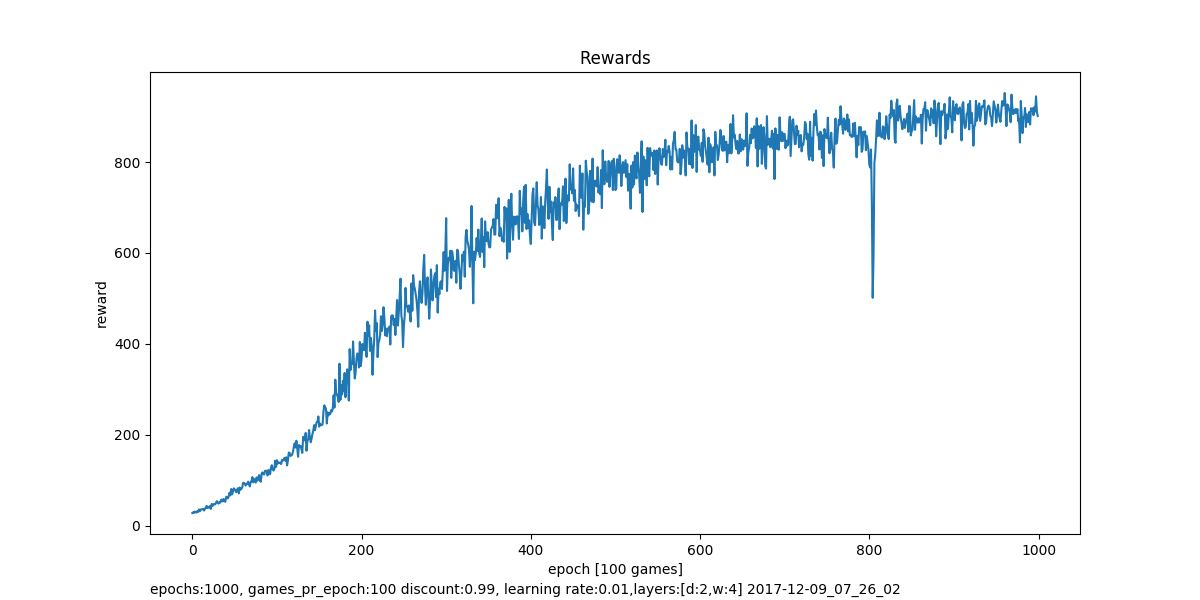 Rewards
800
600
400
200
0
reward
0 200 400 600 800 1000
epoch [100 games]
epochs:1000, games_pr_epoch:100 discount:0.99, learning rate:0.01,layers:[d:2,w:4] 2017-12-09_07_26_02